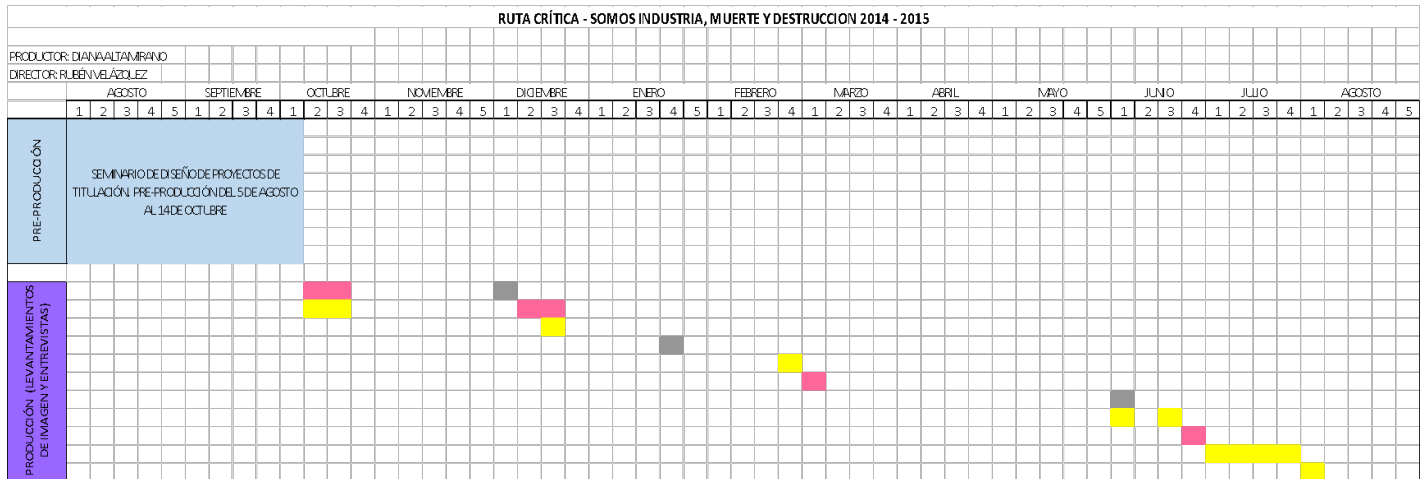 RUTA CRÍTICA - SOMOS INDUSTRIA, MUERTE Y DESTRUCCION 2014 - 2015
PRODUCTOR: DIANA ALTAMIRANO
DIRECTOR: RUBÉN VELÁZQUEZ
AGOSTO SEPTIEMBRE OCTUBRE NOVIEMBRE DICIEMBRE ENERO FEBRERO MARZO ABRIL MAYO JUNIO JULIO AGOSTO
1 2 3 4 5 1 2 3 4 1 2 3 4 1 2 3 4 5 1 2 3 4 1 2 3 4 5 1 2 3 4 1 2 3 4 1 2 3 4 1 2 3 4 5 1 2 3 4 1 2 3 4 1 2 3 4 5
PRE-PRODUCCIÓN
SEMINARIO DE DISEÑO DE PROYECTOS DE
TITULACIÓN. PRE-PRODUCCIÓN DEL 5 DE AGOSTO
AL 14 DE OCTUBRE
PRODUCCIÓN (LEVANTAMIENTOS
DE IMAGEN Y ENTREVISTAS)